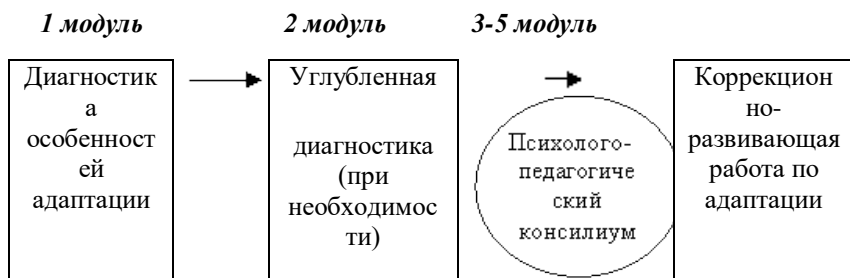 1 модуль 2 модуль 3-5 модуль
Диагностик
а
особенност
ей
адаптации
Углубленная
диагностика
(при
необходимос
ти)
Психолого-
педагогиче
ский
консилиум
Коррекцион
но-
развивающая
работа по
адаптации